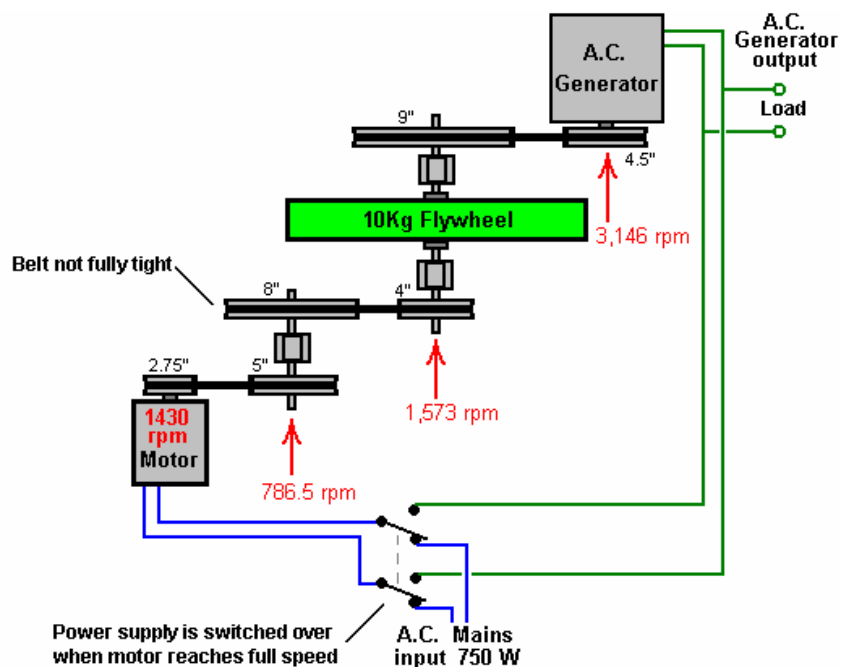 A.C.
Generator
A.C.
Generator
output
Load
9"
4.5"
10Kg Flywheel
3,146 rpm
Belt not fully tight
8"
4"
2.75"
5"
1,573 rpm
1430
rpm
Motor
786.5 rpm
Power supply is switched over
when motor reaches full speed
A.C. Mains
input 750 W